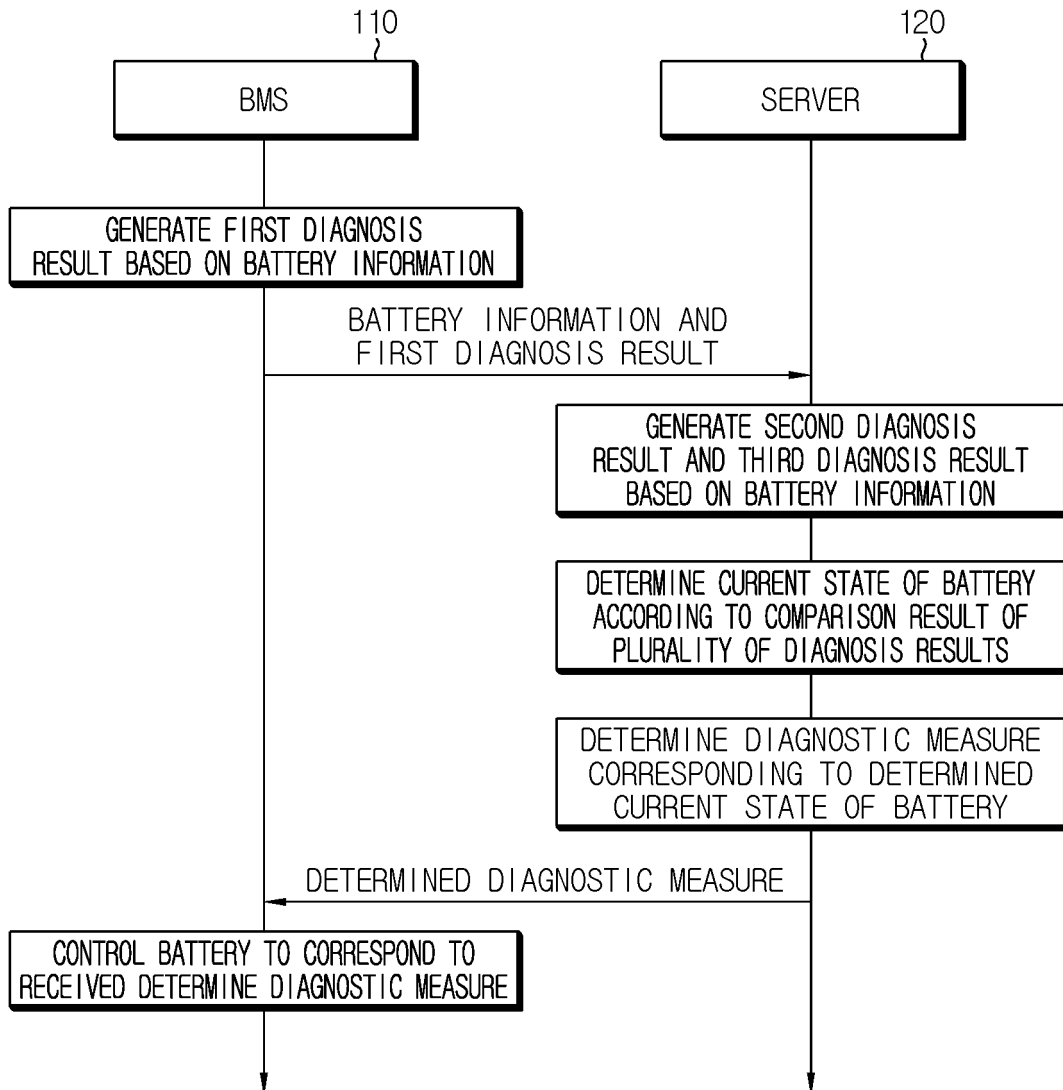 110
120
BMS
SERVER
GENERATE FIRST DIAGNOSIS
RESULT BASED ON BATTERY INFORMATION
BATTERY INFORMATION AND
FIRST DIAGNOSIS RESULT
GENERATE SECOND DIAGNOSIS
RESULT AND THIRD DIAGNOSIS RESULT
BASED ON BATTERY INFORMATION
DETERMINE CURRENT STATE OF BATTERY
ACCORDING TO COMPARISON RESULT OF
PLURALITY OF DIAGNOSIS RESULTS
DETERMINE DIAGNOSTIC MEASURE
CORRESPONDING TO DETERMINED
CURRENT STATE OF BATTERY
DETERMINED DIAGNOSTIC MEASURE
CONTROL BATTERY TO CORRESPOND TO
RECEIVED DETERMINE DIAGNOSTIC MEASURE